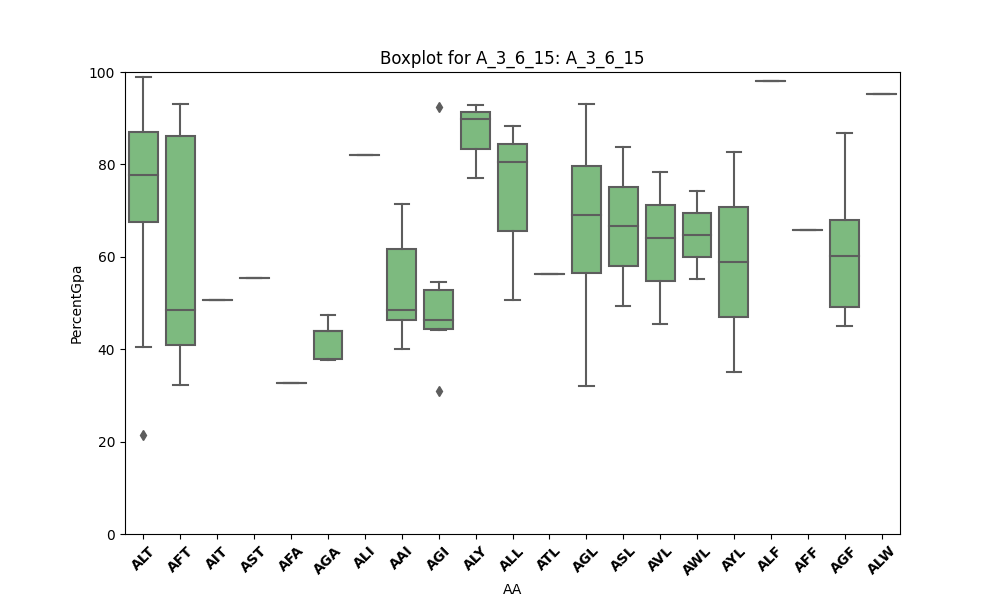 Boxplot for A_3_6_15: A_3_6_15
PercentGpa
100
80
60
40
20
0
ALT AFT AIT AST AFA AGA ALI AAI AGI ALY ALL ATL AGL ASL AVL AWL AYL ALF AFF AGF ALW
AA